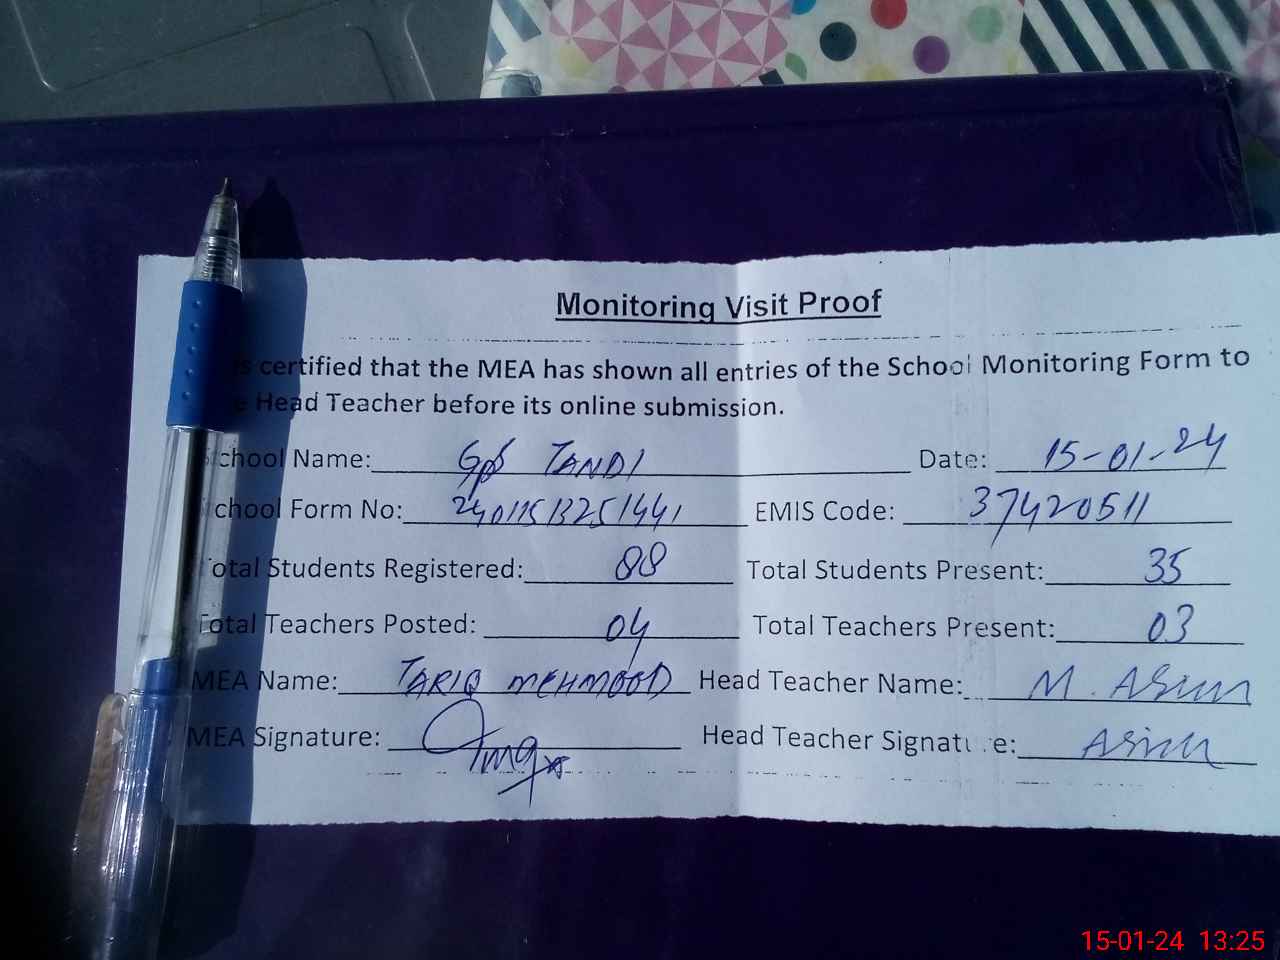 Monitoring Visit Proof
certified that the MEA has shown all entries of the School Monitoring Form to
Head Teacher before its online submission.
School Name: GPS TANDI Date: 15-01-24
School Form No: EMIS Code: 37420511
Total Students Registered: 88 Total Students Present: 35
Total Teachers Posted: 04 Total Teachers Present: 03
MEA Name: TARIQ MEHMOOD Head Teacher Name: M.
MEA Signature: Head Teacher Signature:
15-01-24 13:25